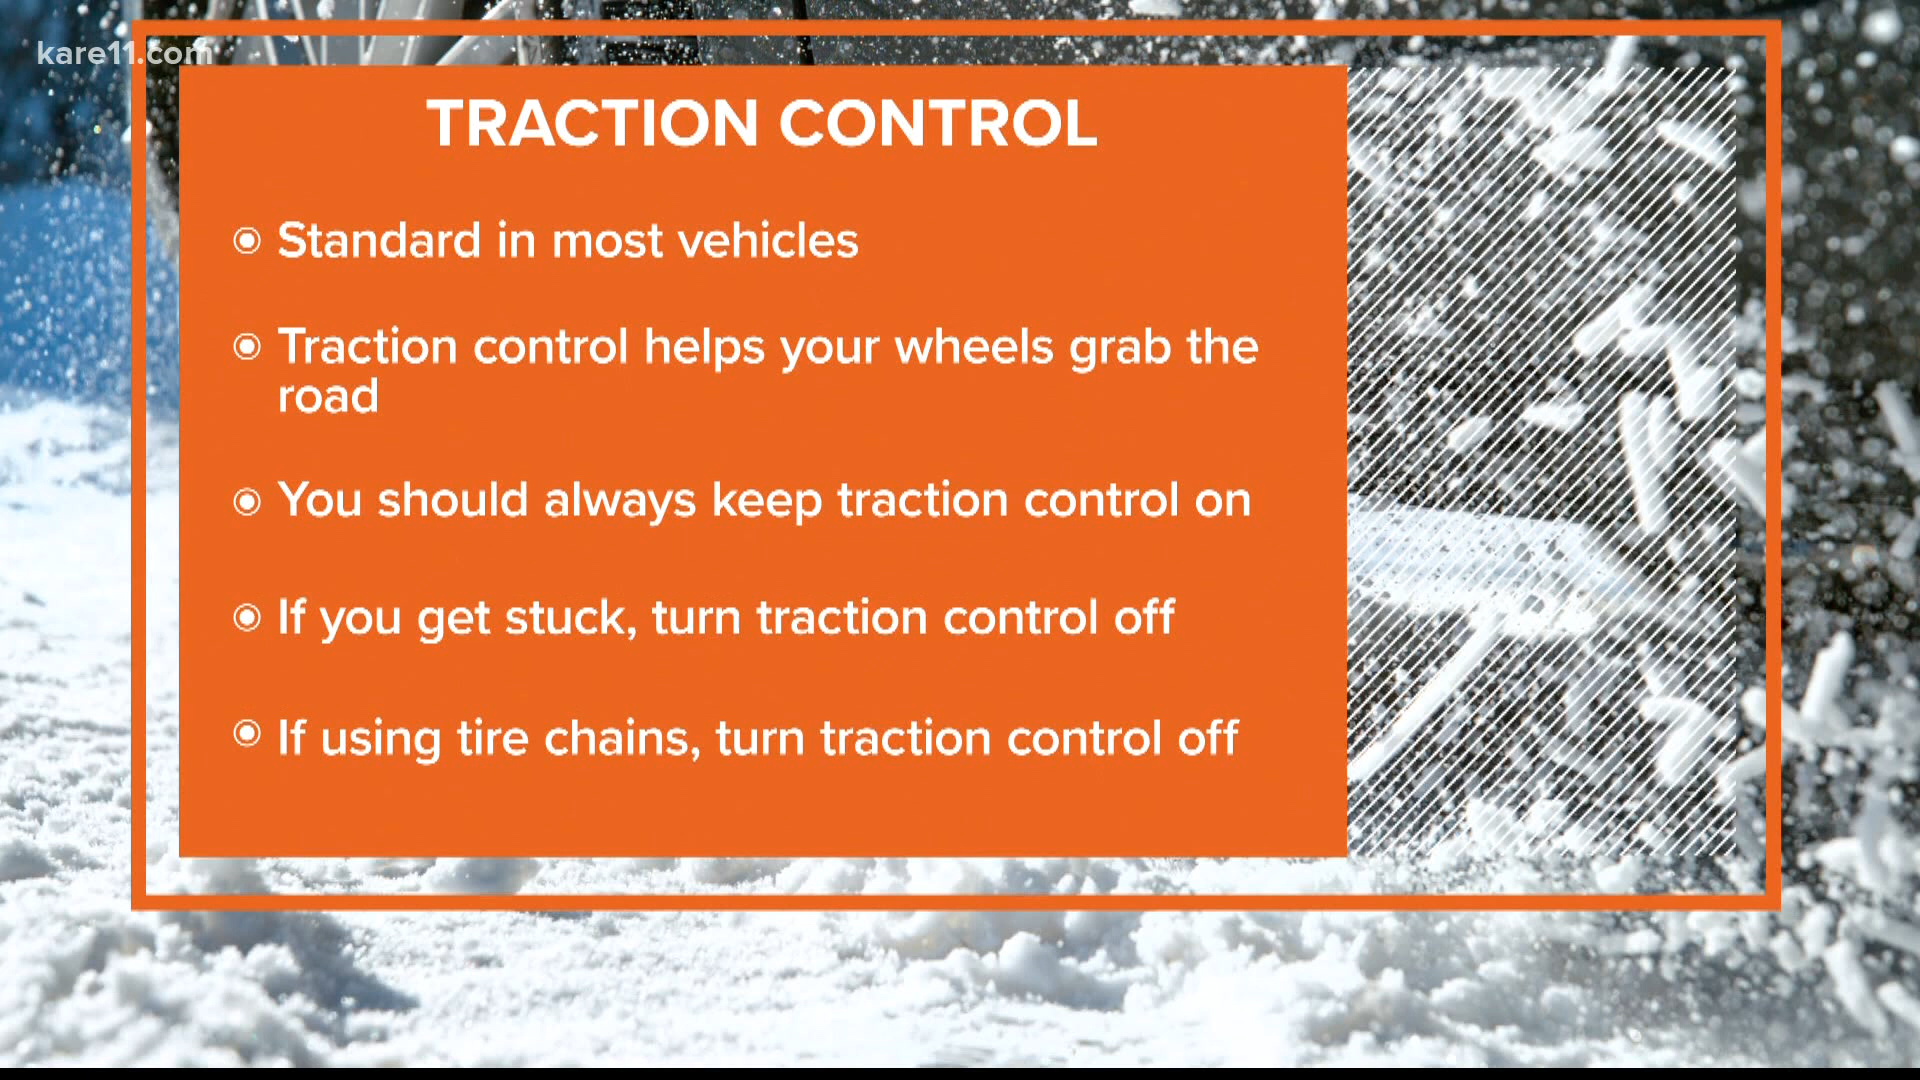 kare11.com
TRACTION CONTROL
Standard in most vehicles
Traction control helps your wheels grab the
road
You should always keep traction control on
If you get stuck, turn traction control off
If using tire chains, turn traction control off